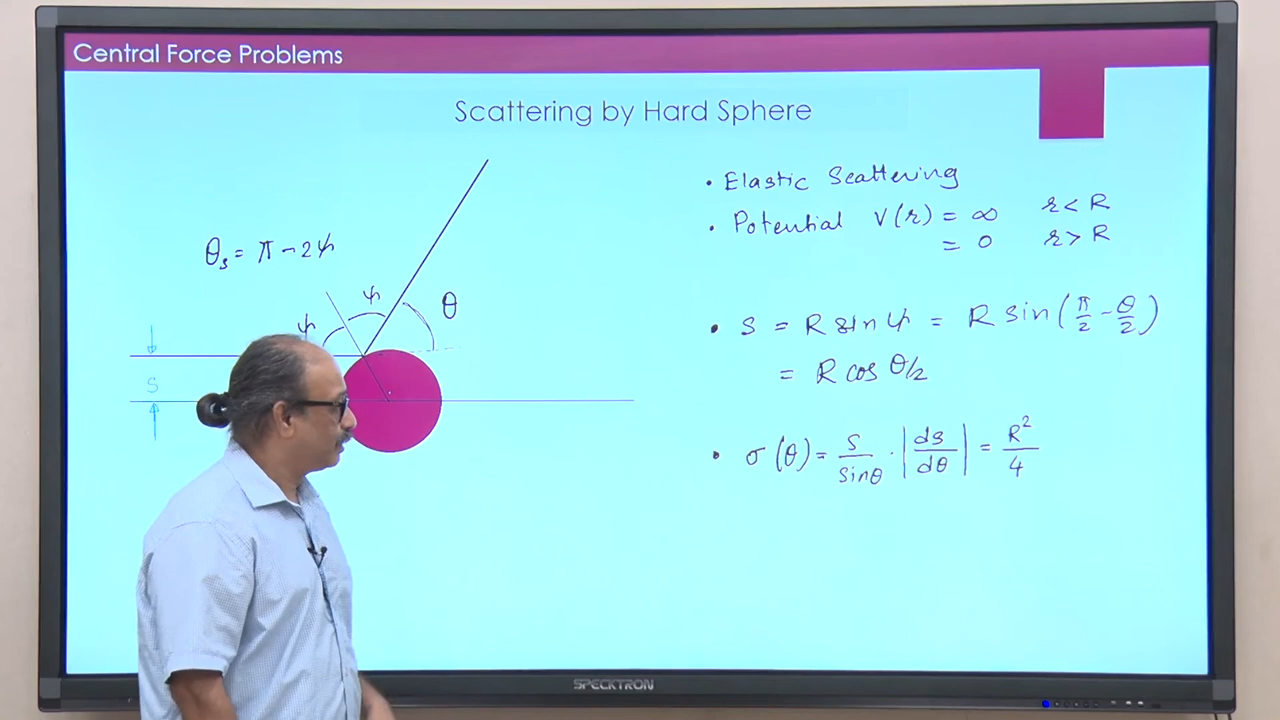 Central Force Problems
Scattering by Hard Sphere
θₛ = π − 2ψ
ψ
ψ
θ
S
• Elastic Scattering
• Potential V(r) = ∞ r < R
= 0 r > R
• s = R sin ψ = R sin(π/2 − θ/2)
= R cos θ/2
• σ(θ) = s/sinθ · |ds/dθ| = R²/4
SPECKTRON